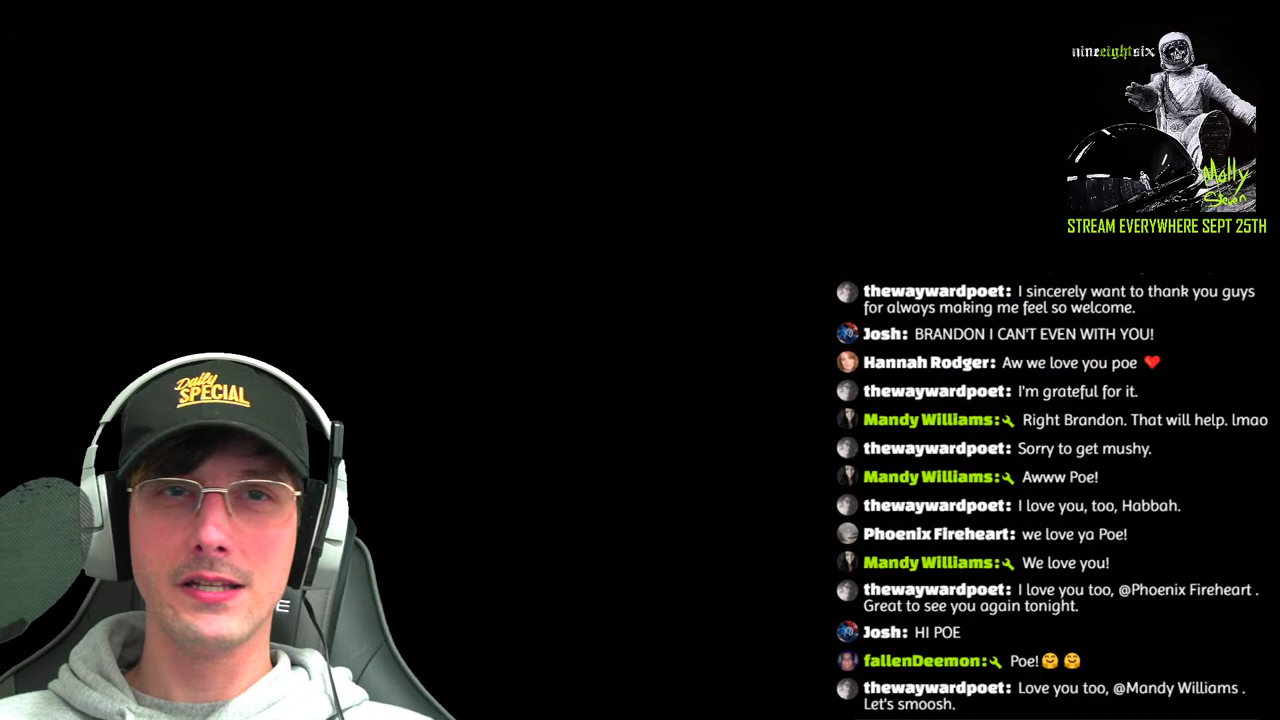 nineeightsix
Molly
Steven
STREAM EVERYWHERE SEPT 25TH
thewaywardpoet: I sincerely want to thank you guys
for always making me feel so welcome.
Josh: BRANDON I CAN'T EVEN WITH YOU!
Hannah Rodger: Aw we love you poe ❤️
thewaywardpoet: I'm grateful for it.
Mandy Williams: Right Brandon. That will help. lmao
thewaywardpoet: Sorry to get mushy.
Mandy Williams: Awww Poe!
thewaywardpoet: I love you, too, Habbah.
Phoenix Fireheart: we love ya Poe!
Mandy Williams: We love you!
thewaywardpoet: I love you too, @Phoenix Fireheart .
Great to see you again tonight.
Josh: HI POE
fallenDeemon: Poe!🤗 🤗
thewaywardpoet: Love you too, @Mandy Williams .
Let's smoosh.
Daily
SPECIAL
E